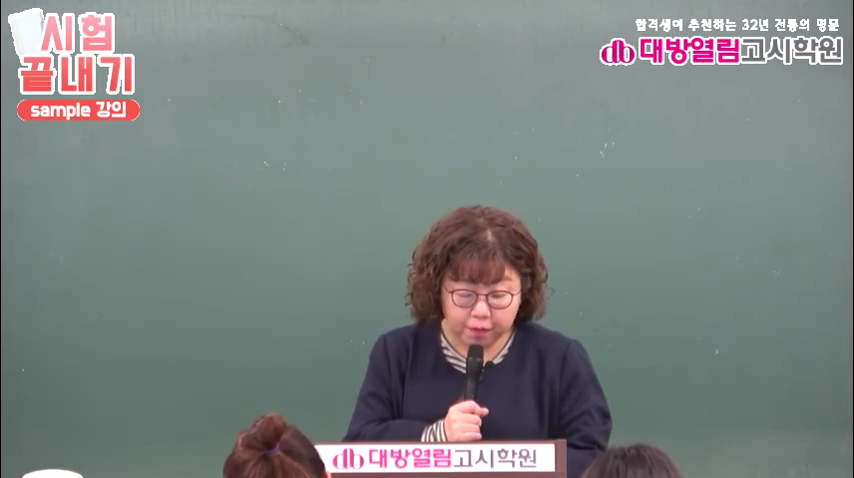 시험
끝내기
sample 강의
합격생이 추천하는 32년 전통의 명문
db 대방열림고시학원
db 대방열림고시학원